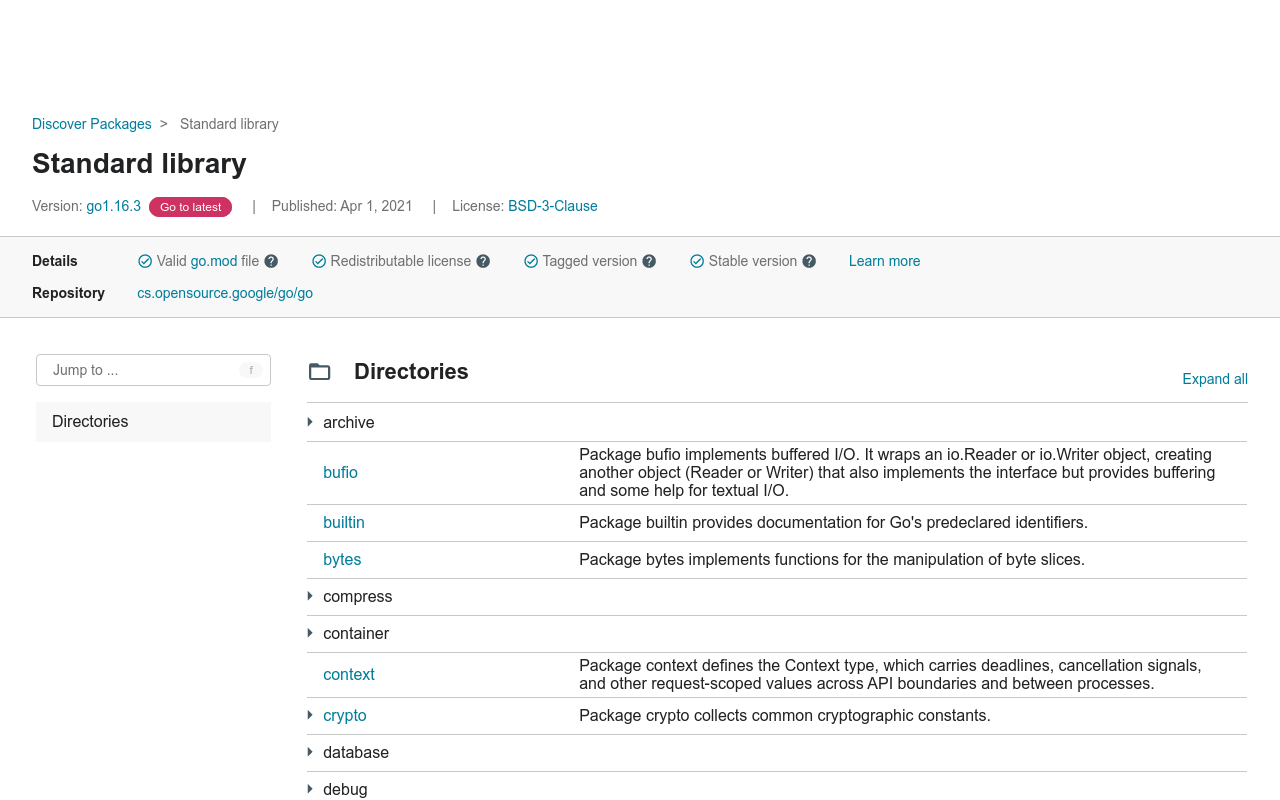 Discover Packages > Standard library
Standard library
Version: go1.16.3 Go to latest | Published: Apr 1, 2021 | License: BSD-3-Clause
Details Valid go.mod file ? Redistributable license ? Tagged version ? Stable version ? Learn more
Repository cs.opensource.google/go/go
Jump to ... f
Directories
Directories
Expand all
archive
bufio Package bufio implements buffered I/O. It wraps an io.Reader or io.Writer object, creating
another object (Reader or Writer) that also implements the interface but provides buffering
and some help for textual I/O.
builtin Package builtin provides documentation for Go's predeclared identifiers.
bytes Package bytes implements functions for the manipulation of byte slices.
compress
container
context Package context defines the Context type, which carries deadlines, cancellation signals,
and other request-scoped values across API boundaries and between processes.
crypto Package crypto collects common cryptographic constants.
database
debug